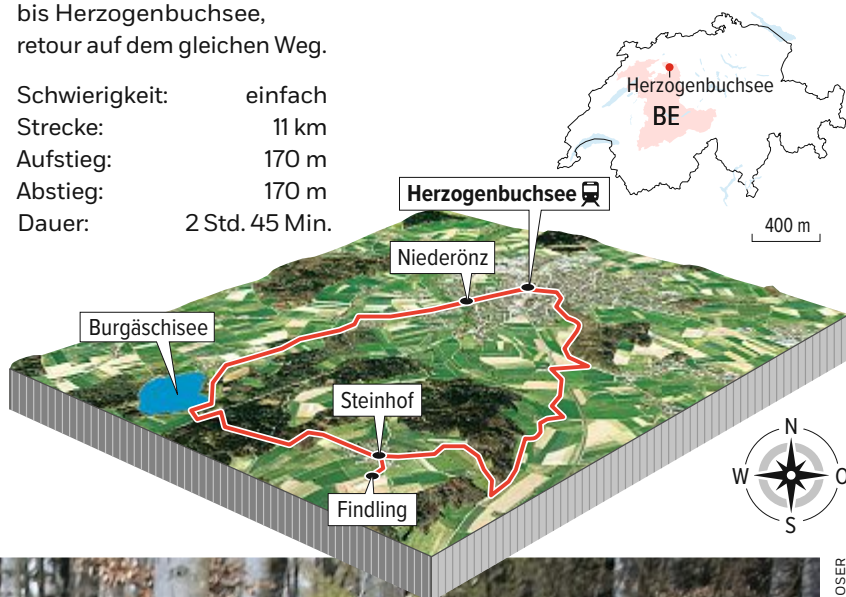 bis Herzogenbuchsee,
retour auf dem gleichen Weg.
Schwierigkeit: einfach
Strecke: 11 km
Aufstieg: 170 m
Abstieg: 170 m
Dauer: 2 Std. 45 Min.
Herzogenbuchsee
BE
400 m
Herzogenbuchsee
Niederönz
Burgäschisee
Steinhof
Findling
N
W O
S
OSER